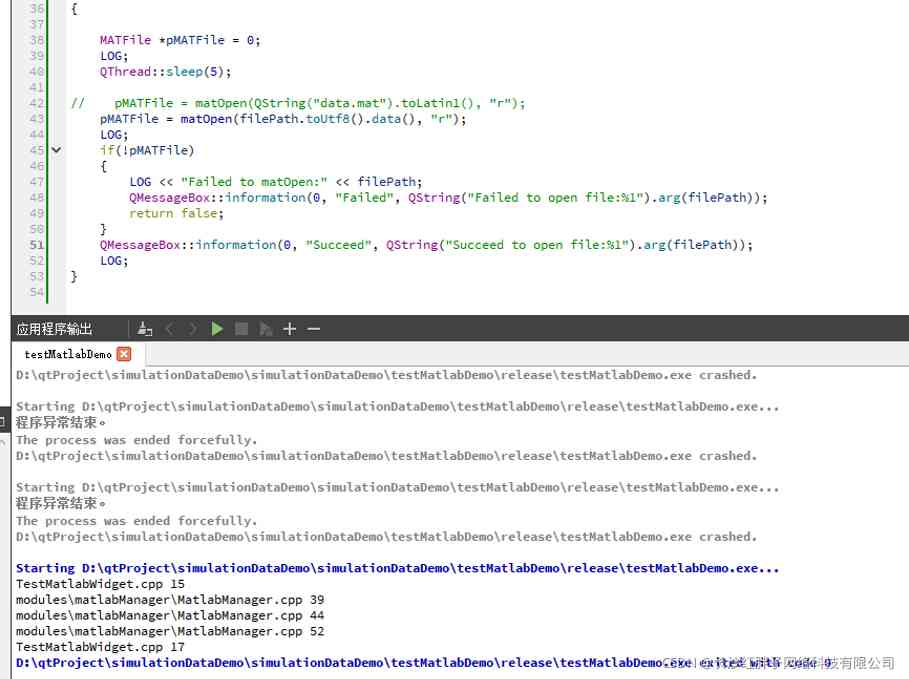 36 {
37
38 MATFile *pMATFile = 0;
39 LOG;
40 QThread::sleep(5);
41
42 // pMATFile = matOpen(QString("data.mat").toLatin1(), "r");
43 pMATFile = matOpen(filePath.toUtf8().data(), "r");
44 LOG;
45 if(!pMATFile)
46 {
47 LOG << "Failed to matOpen:" << filePath;
48 QMessageBox::information(0, "Failed", QString("Failed to open file:%1").arg(filePath));
49 return false;
50 }
51 QMessageBox::information(0, "Succeed", QString("Succeed to open file:%1").arg(filePath));
52 LOG;
53 }
54
应用程序输出
testMatlabDemo
D:\qtProject\simulationDataDemo\simulationDataDemo\testMatlabDemo\release\testMatlabDemo.exe crashed.
Starting D:\qtProject\simulationDataDemo\simulationDataDemo\testMatlabDemo\release\testMatlabDemo.exe...
程序异常结束。
The process was ended forcefully.
D:\qtProject\simulationDataDemo\simulationDataDemo\testMatlabDemo\release\testMatlabDemo.exe crashed.
Starting D:\qtProject\simulationDataDemo\simulationDataDemo\testMatlabDemo\release\testMatlabDemo.exe...
程序异常结束。
The process was ended forcefully.
D:\qtProject\simulationDataDemo\simulationDataDemo\testMatlabDemo\release\testMatlabDemo.exe crashed.
Starting D:\qtProject\simulationDataDemo\simulationDataDemo\testMatlabDemo\release\testMatlabDemo.exe...
TestMatlabWidget.cpp 15
modules\matlabManager\MatlabManager.cpp 39
modules\matlabManager\MatlabManager.cpp 44
modules\matlabManager\MatlabManager.cpp 52
TestMatlabWidget.cpp 17
D:\qtProject\simulationDataDemo\simulationDataDemo\testMatlabDemo\release\testMatlabDemo.exe exited with code 0
网络科技有限公司